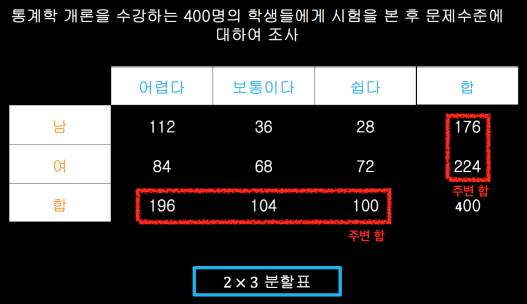 통계학 개론을 수강하는 400명의 학생들에게 시험을 본 후 문제수준에
대하여 조사
어렵다 보통이다 쉽다 합
남 112 36 28 176
여 84 68 72 224
주변 합
합 196 104 100 400
주변 합
2×3 분할표